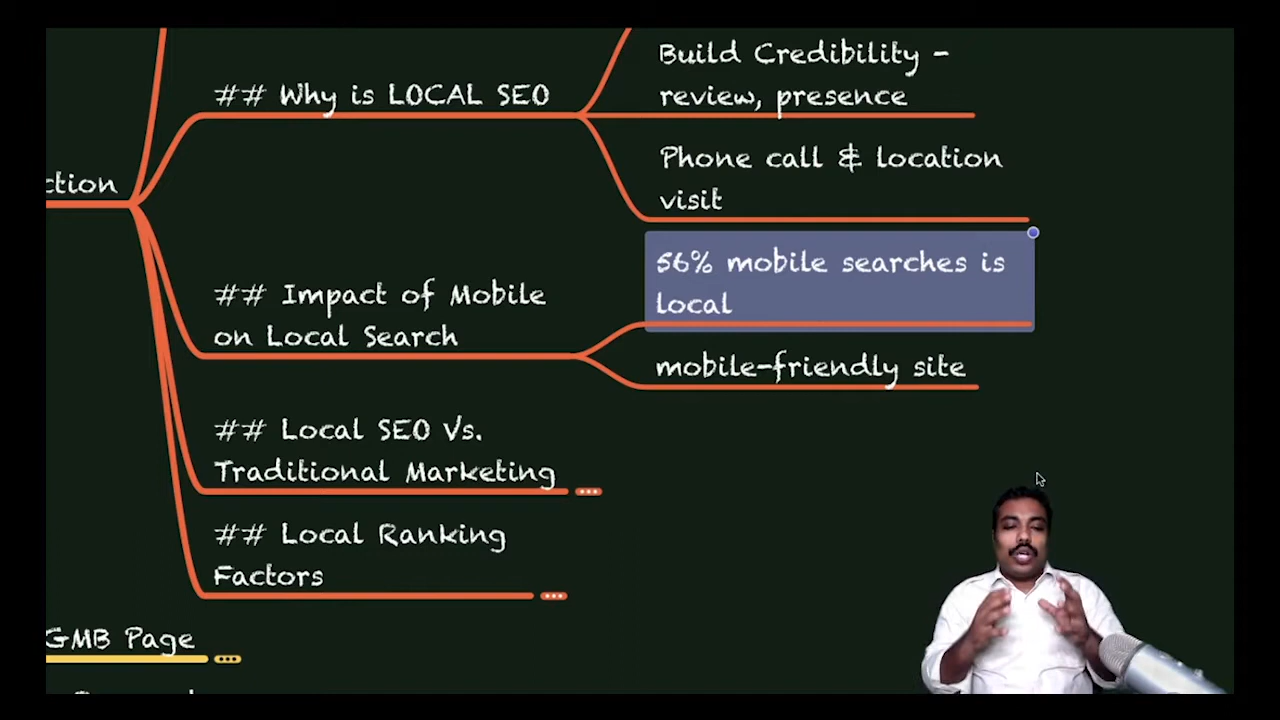 Build Credibility -
review, presence
## Why is LOCAL SEO
Phone call & location
visit
ction
56% mobile searches is
local
## Impact of Mobile
on Local Search
mobile-friendly site
## Local SEO Vs.
Traditional Marketing
## Local Ranking
Factors
GMB Page